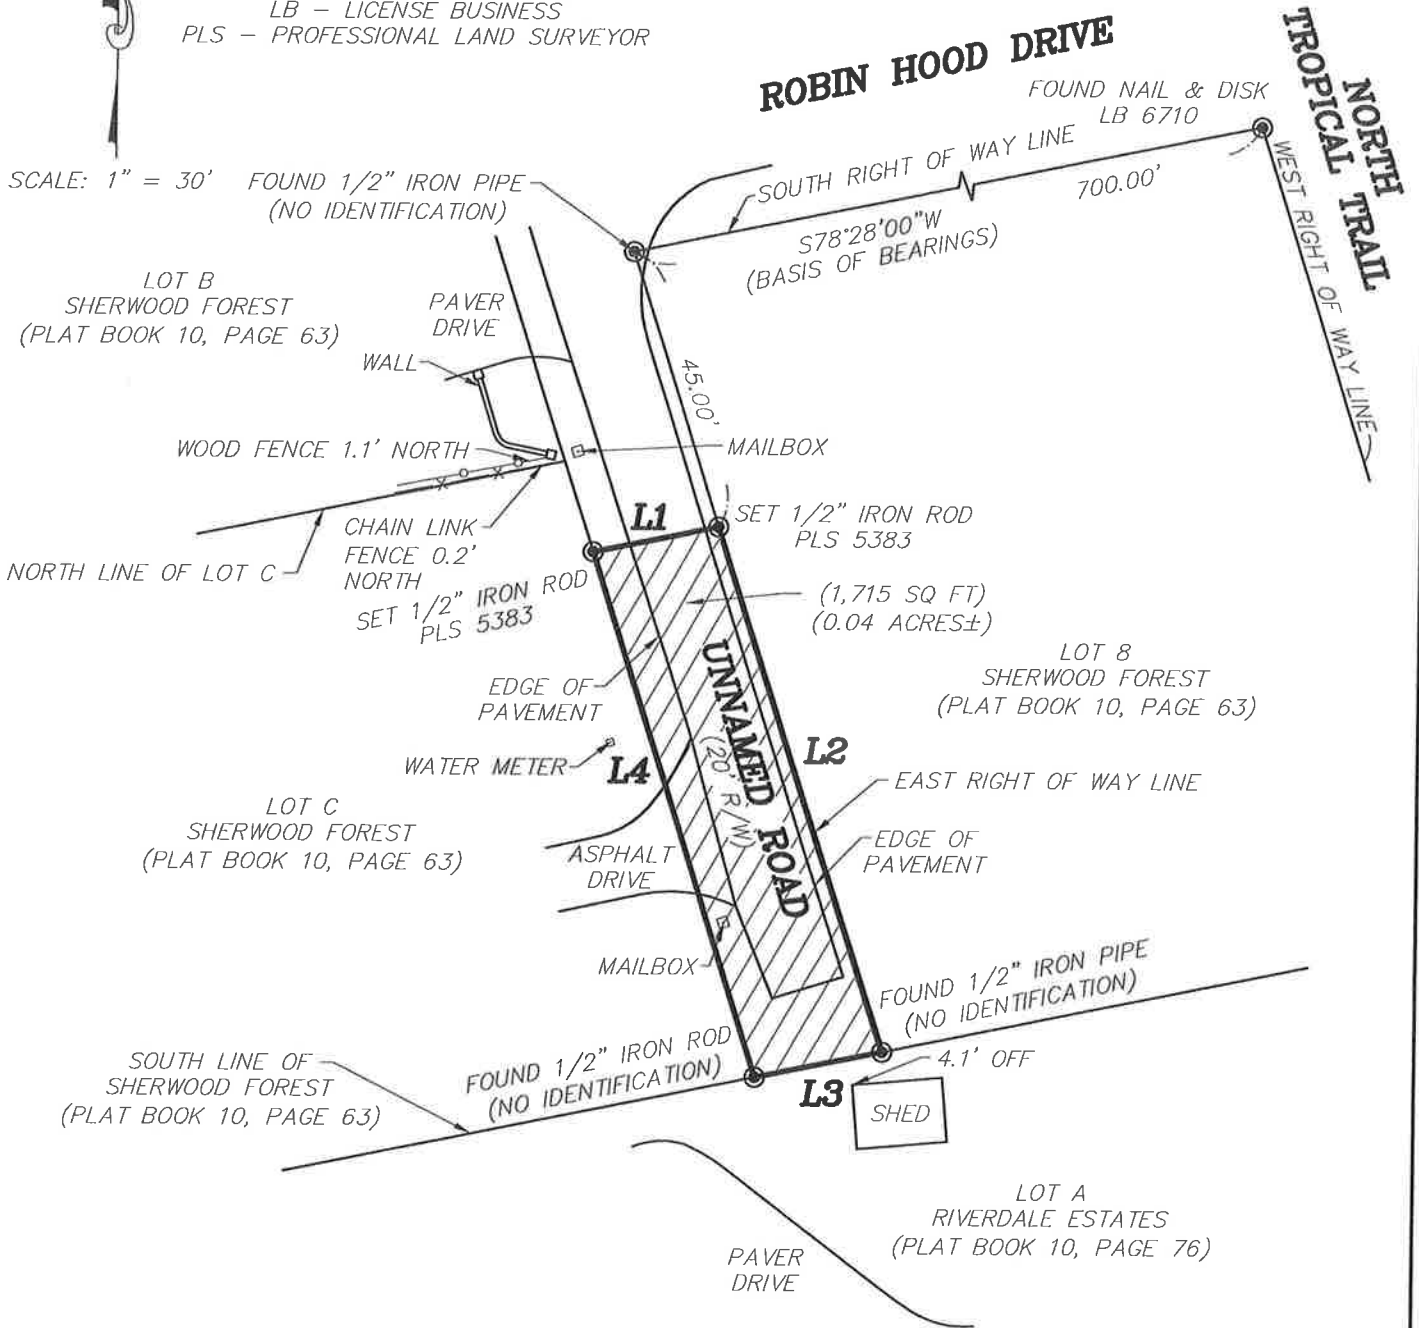 LB – LICENSE BUSINESS
PLS – PROFESSIONAL LAND SURVEYOR
ROBIN HOOD DRIVE
NORTH
TROPICAL TRAIL
FOUND NAIL & DISK
LB 6710
SCALE: 1" = 30'
FOUND 1/2" IRON PIPE
(NO IDENTIFICATION)
SOUTH RIGHT OF WAY LINE
700.00'
S78°28'00"W
(BASIS OF BEARINGS)
WEST RIGHT OF WAY LINE
LOT B
SHERWOOD FOREST
(PLAT BOOK 10, PAGE 63)
PAVER
DRIVE
WALL
45.00'
WOOD FENCE 1.1' NORTH
MAILBOX
CHAIN LINK
FENCE 0.2'
NORTH
NORTH LINE OF LOT C
L1
SET 1/2" IRON ROD
PLS 5383
SET 1/2" IRON ROD
PLS 5383
(1,715 SQ FT)
(0.04 ACRES±)
LOT 8
SHERWOOD FOREST
(PLAT BOOK 10, PAGE 63)
EDGE OF
PAVEMENT
UNNAMED ROAD
(20' R/W)
WATER METER
L4
L2
EAST RIGHT OF WAY LINE
LOT C
SHERWOOD FOREST
(PLAT BOOK 10, PAGE 63)
EDGE OF
PAVEMENT
ASPHALT
DRIVE
MAILBOX
FOUND 1/2" IRON PIPE
(NO IDENTIFICATION)
SOUTH LINE OF
SHERWOOD FOREST
(PLAT BOOK 10, PAGE 63)
FOUND 1/2" IRON ROD
(NO IDENTIFICATION)
L3
4.1' OFF
SHED
LOT A
RIVERDALE ESTATES
(PLAT BOOK 10, PAGE 76)
PAVER
DRIVE